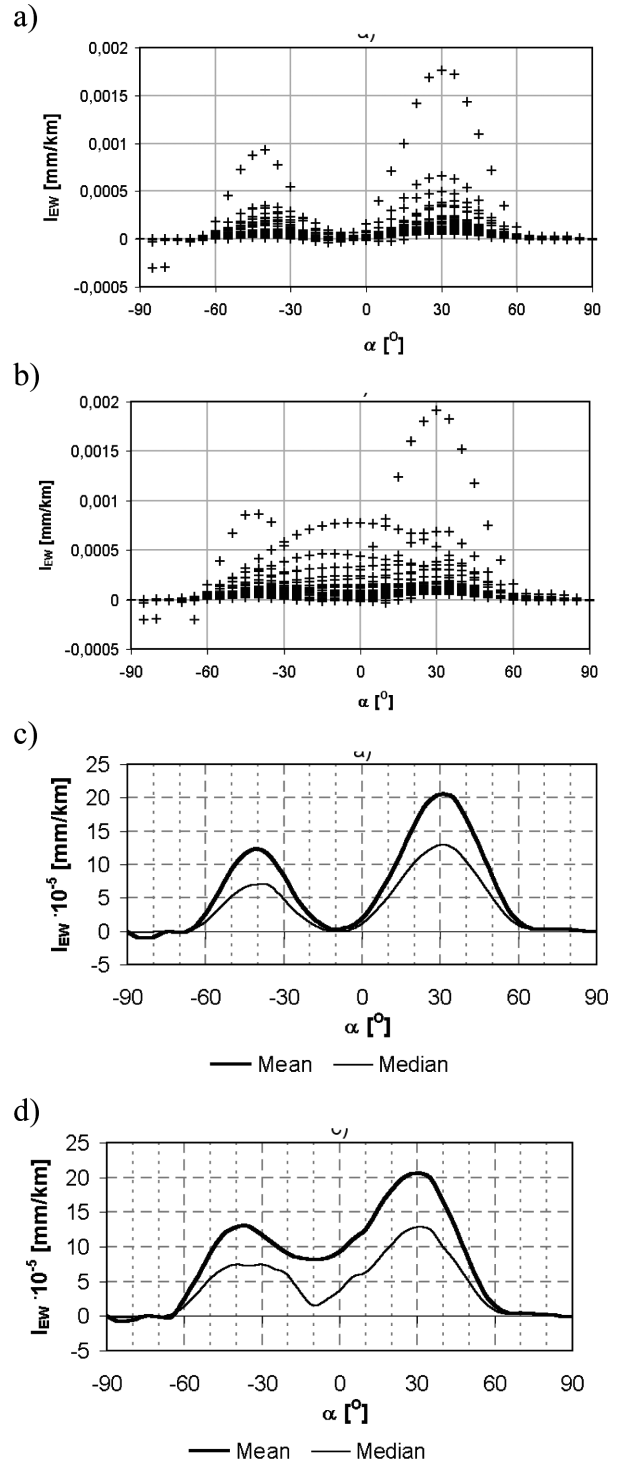 a)
0,002
0,0015
0,001
0,0005
0
-0,0005
I_EW [mm/km]
-90 -60 -30 0 30 60 90
α [O]
b)
0,002
0,0015
0,001
0,0005
0
-0,0005
I_EW [mm/km]
-90 -60 -30 0 30 60 90
α [O]
c)
25
20
15
10
5
0
-5
I_EW ·10^-5 [mm/km]
-90 -60 -30 0 30 60 90
α [O]
Mean Median
d)
25
20
15
10
5
0
-5
I_EW ·10^-5 [mm/km]
-90 -60 -30 0 30 60 90
α [O]
Mean Median